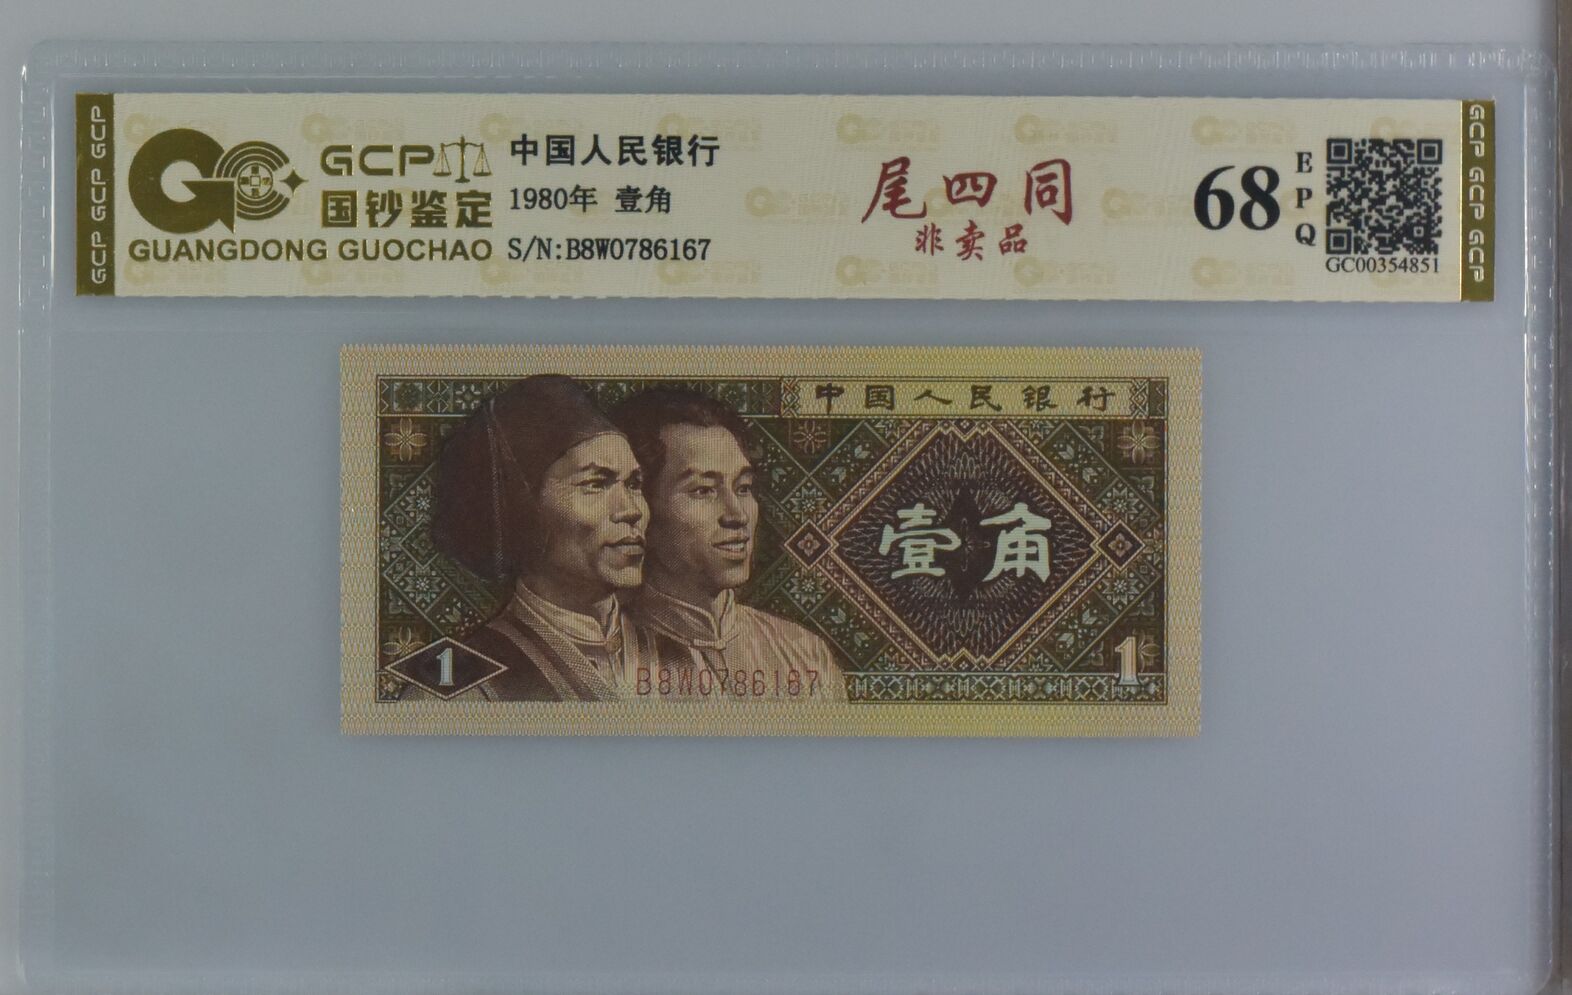 GCP GCP GCP
GCP
国钞鉴定
GUANGDONG GUOCHAO
中国人民银行
1980年 壹角
S/N:B8W0786167
尾四同
非卖品
68
EPQ
GC00354851
GCP GCP GCP
中国人民银行
壹角
1
B8W0786167
1